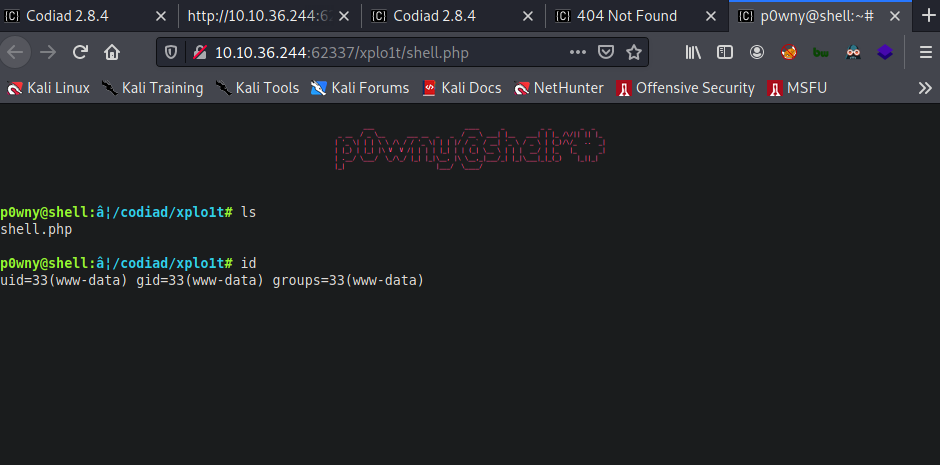 Codiad 2.8.4
http://10.10.36.244:62
Codiad 2.8.4
404 Not Found
p0wny@shell:~#
10.10.36.244:62337/xplo1t/shell.php
Kali Linux
Kali Training
Kali Tools
Kali Forums
Kali Docs
NetHunter
Offensive Security
MSFU
p0wny@shell:~#
p0wny@shell:â¦/codiad/xplo1t# ls
shell.php
p0wny@shell:â¦/codiad/xplo1t# id
uid=33(www-data) gid=33(www-data) groups=33(www-data)